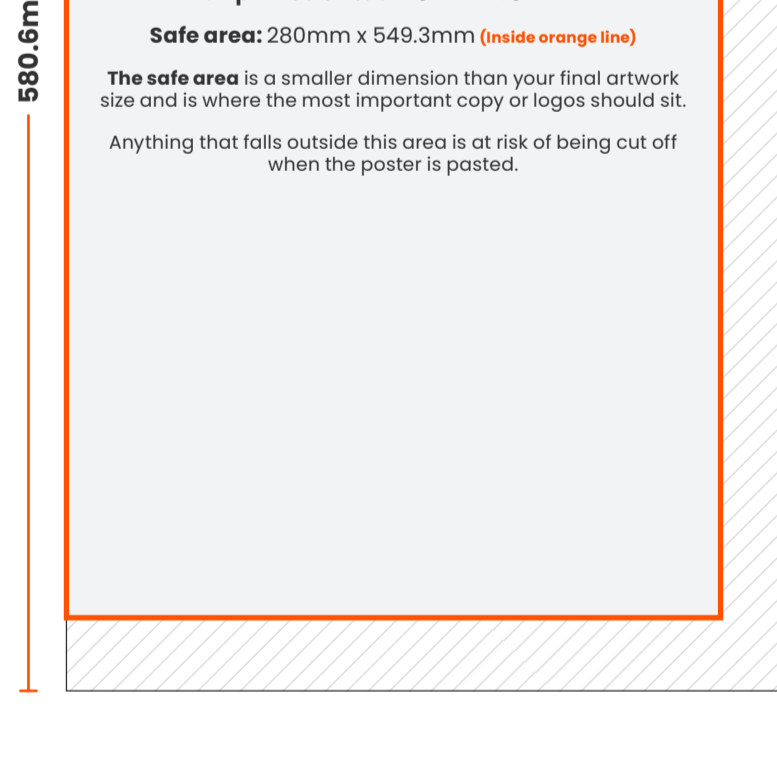 580.6m
Safe area: 280mm x 549.3mm (Inside orange line)
The safe area is a smaller dimension than your final artwork
size and is where the most important copy or logos should sit.
Anything that falls outside this area is at risk of being cut off
when the poster is pasted.